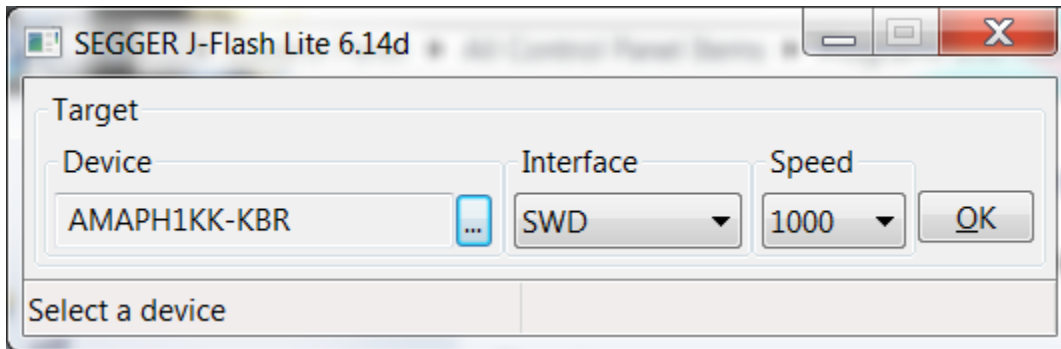 SEGGER J-Flash Lite 6.14d
Target
Device Interface Speed
AMAPH1KK-KBR ... SWD 1000 OK
Select a device